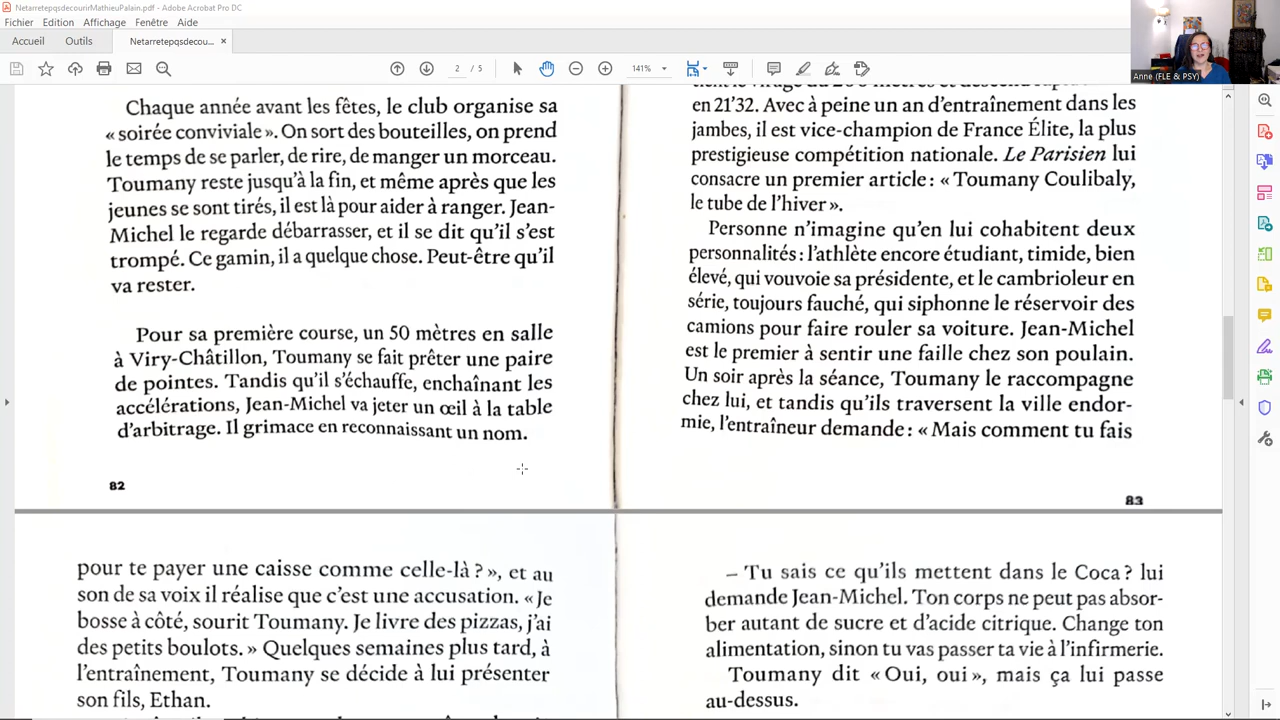 NetarretepqsdecourirMathieuPalain.pdf - Adobe Acrobat Pro DC
Fichier Edition Affichage Fenêtre Aide
Accueil Outils Netarretepqsdecou... ×
2 / 5 141%
Anne (FLE & PSY)
Chaque année avant les fêtes, le club organise sa
« soirée conviviale ». On sort des bouteilles, on prend
le temps de se parler, de rire, de manger un morceau.
Toumany reste jusqu'à la fin, et même après que les
jeunes se sont tirés, il est là pour aider à ranger. Jean-
Michel le regarde débarrasser, et il se dit qu'il s'est
trompé. Ce gamin, il a quelque chose. Peut-être qu'il
va rester.
Pour sa première course, un 50 mètres en salle
à Viry-Châtillon, Toumany se fait prêter une paire
de pointes. Tandis qu'il s'échauffe, enchaînant les
accélérations, Jean-Michel va jeter un œil à la table
d'arbitrage. Il grimace en reconnaissant un nom.
82
en 21'32. Avec à peine un an d'entraînement dans les
jambes, il est vice-champion de France Élite, la plus
prestigieuse compétition nationale. Le Parisien lui
consacre un premier article : « Toumany Coulibaly,
le tube de l'hiver ».
Personne n'imagine qu'en lui cohabitent deux
personnalités : l'athlète encore étudiant, timide, bien
élevé, qui vouvoie sa présidente, et le cambrioleur en
série, toujours fauché, qui siphonne le réservoir des
camions pour faire rouler sa voiture. Jean-Michel
est le premier à sentir une faille chez son poulain.
Un soir après la séance, Toumany le raccompagne
chez lui, et tandis qu'ils traversent la ville endor-
mie, l'entraîneur demande : « Mais comment tu fais
83
pour te payer une caisse comme celle-là ? », et au
son de sa voix il réalise que c'est une accusation. « Je
bosse à côté, sourit Toumany. Je livre des pizzas, j'ai
des petits boulots. » Quelques semaines plus tard, à
l'entraînement, Toumany se décide à lui présenter
son fils, Ethan.
– Tu sais ce qu'ils mettent dans le Coca ? lui
demande Jean-Michel. Ton corps ne peut pas absor-
ber autant de sucre et d'acide citrique. Change ton
alimentation, sinon tu vas passer ta vie à l'infirmerie.
Toumany dit « Oui, oui », mais ça lui passe
au-dessus.